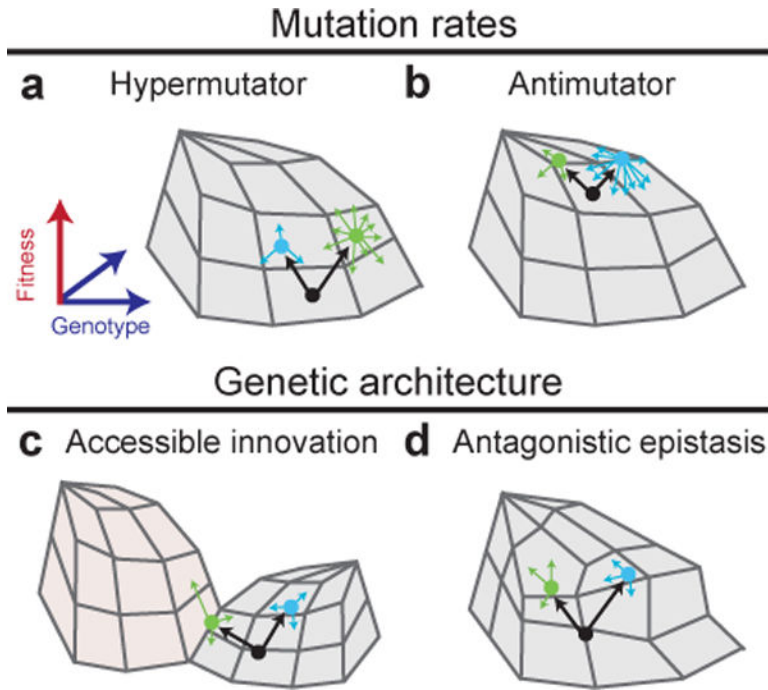 Mutation rates
a Hypermutator
b Antimutator
Fitness
Genotype
Genetic architecture
c Accessible innovation
d Antagonistic epistasis